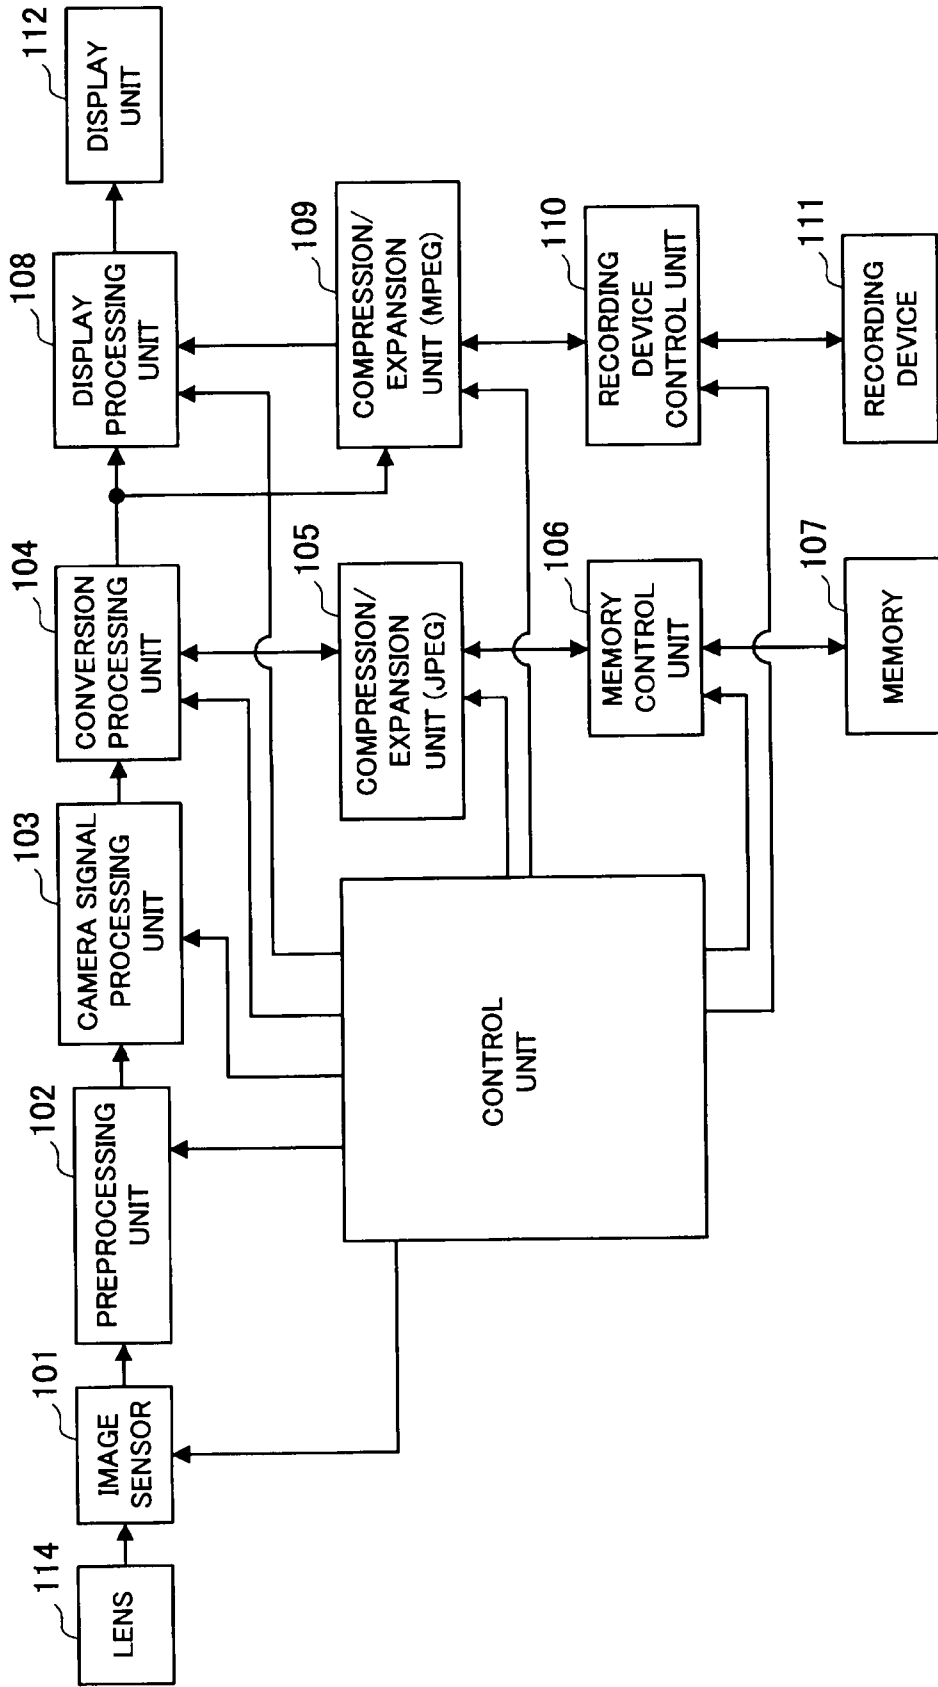 114
LENS
101
IMAGE
SENSOR
102
PREPROCESSING
UNIT
103
CAMERA SIGNAL
PROCESSING
UNIT
104
CONVERSION
PROCESSING
UNIT
108
DISPLAY
PROCESSING
UNIT
112
DISPLAY
UNIT
105
COMPRESSION/
EXPANSION
UNIT (JPEG)
109
COMPRESSION/
EXPANSION
UNIT (MPEG)
CONTROL
UNIT
106
MEMORY
CONTROL
UNIT
110
RECORDING
DEVICE
CONTROL UNIT
107
MEMORY
111
RECORDING
DEVICE